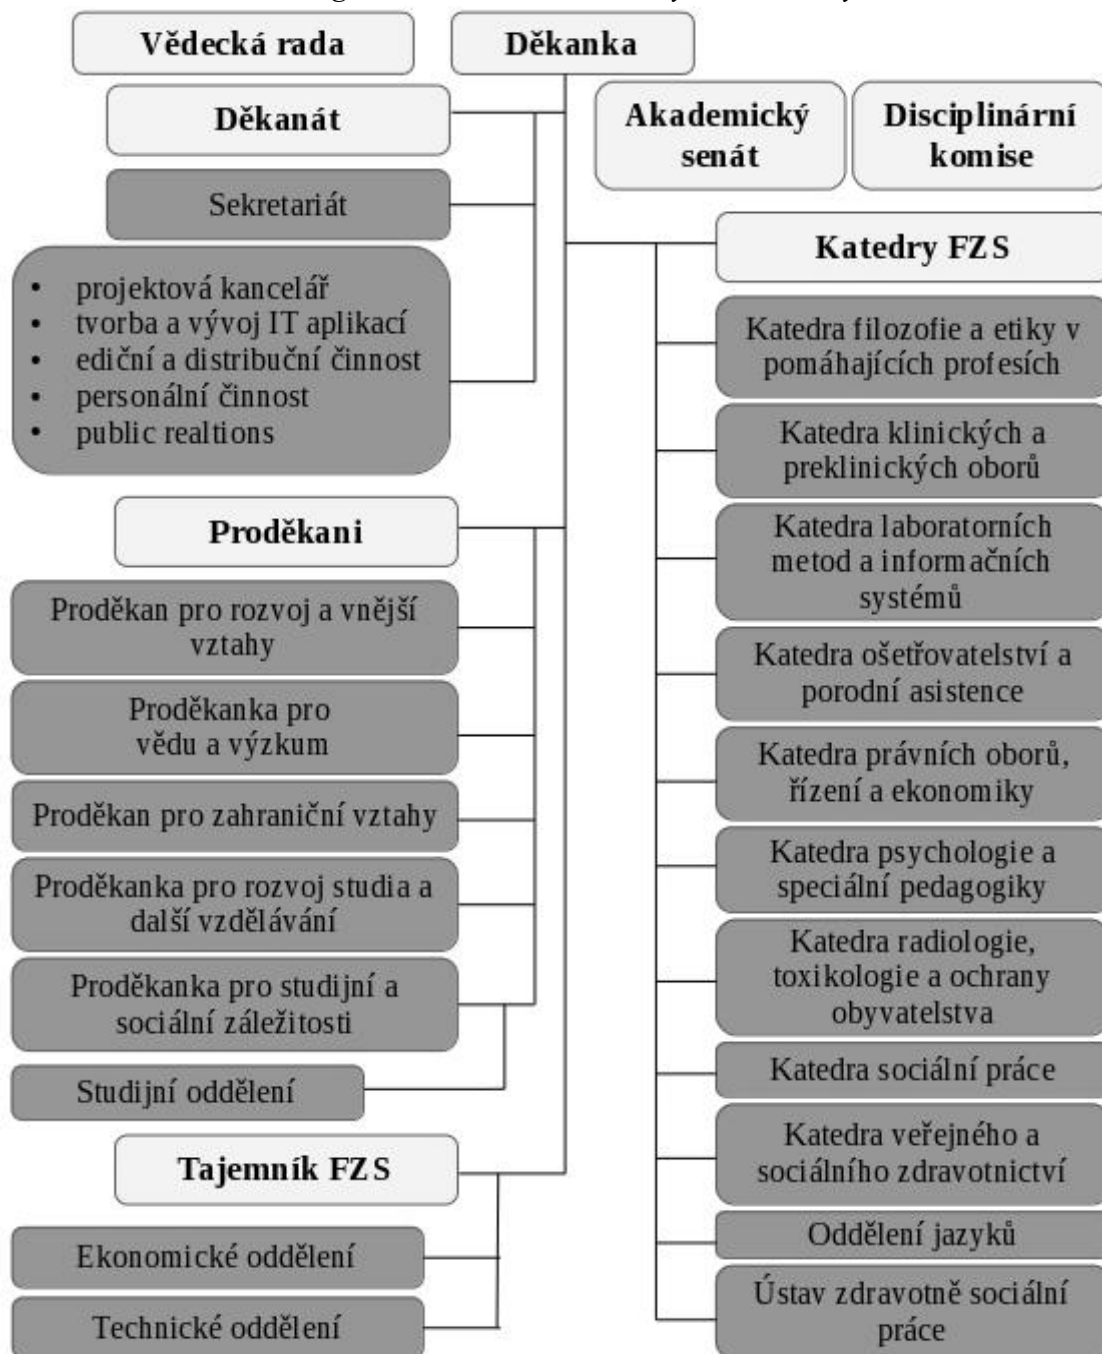 Vědecká rada
Děkanka
Děkanát
Akademický
senát
Disciplinární
komise
Sekretariát
• projektová kancelář
• tvorba a vývoj IT aplikací
• ediční a distribuční činnost
• personální činnost
• public realtions
Proděkani
Proděkan pro rozvoj a vnější
vztahy
Proděkanka pro
vědu a výzkum
Proděkan pro zahraniční vztahy
Proděkanka pro rozvoj studia a
další vzdělávání
Proděkanka pro studijní a
sociální záležitosti
Studijní oddělení
Tajemník FZS
Ekonomické oddělení
Technické oddělení
Katedry FZS
Katedra filozofie a etiky v
pomáhajících profesích
Katedra klinických a
preklinických oborů
Katedra laboratorních
metod a informačních
systémů
Katedra ošetřovatelství a
porodní asistence
Katedra právních oborů,
řízení a ekonomiky
Katedra psychologie a
speciální pedagogiky
Katedra radiologie,
toxikologie a ochrany
obyvatelstva
Katedra sociální práce
Katedra veřejného a
sociálního zdravotnictví
Oddělení jazyků
Ústav zdravotně sociální
práce